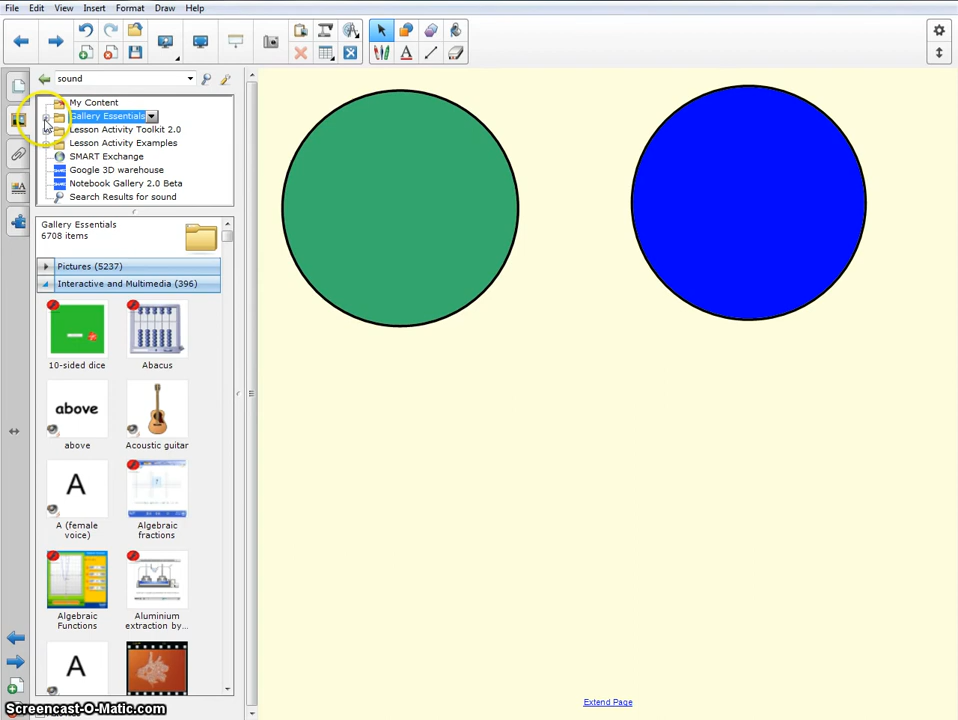 File Edit View Insert Format Draw Help
sound
My Content
Gallery Essentials
Lesson Activity Toolkit 2.0
Lesson Activity Examples
SMART Exchange
Google 3D warehouse
Notebook Gallery 2.0 Beta
Search Results for sound
Gallery Essentials
6708 items
Pictures (5237)
Interactive and Multimedia (396)
10-sided dice
Abacus
above
above
Acoustic guitar
A
A (female
voice)
Algebraic
fractions
Algebraic
Functions
Aluminium
extraction by...
A
Extend Page
Screencast-O-Matic.com